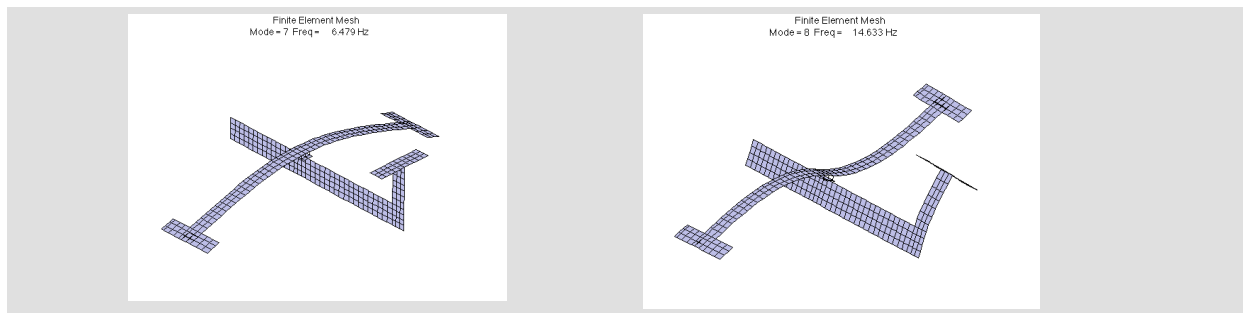 Finite Element Mesh
Mode = 7 Freq = 6.479 Hz
Finite Element Mesh
Mode = 8 Freq = 14.633 Hz